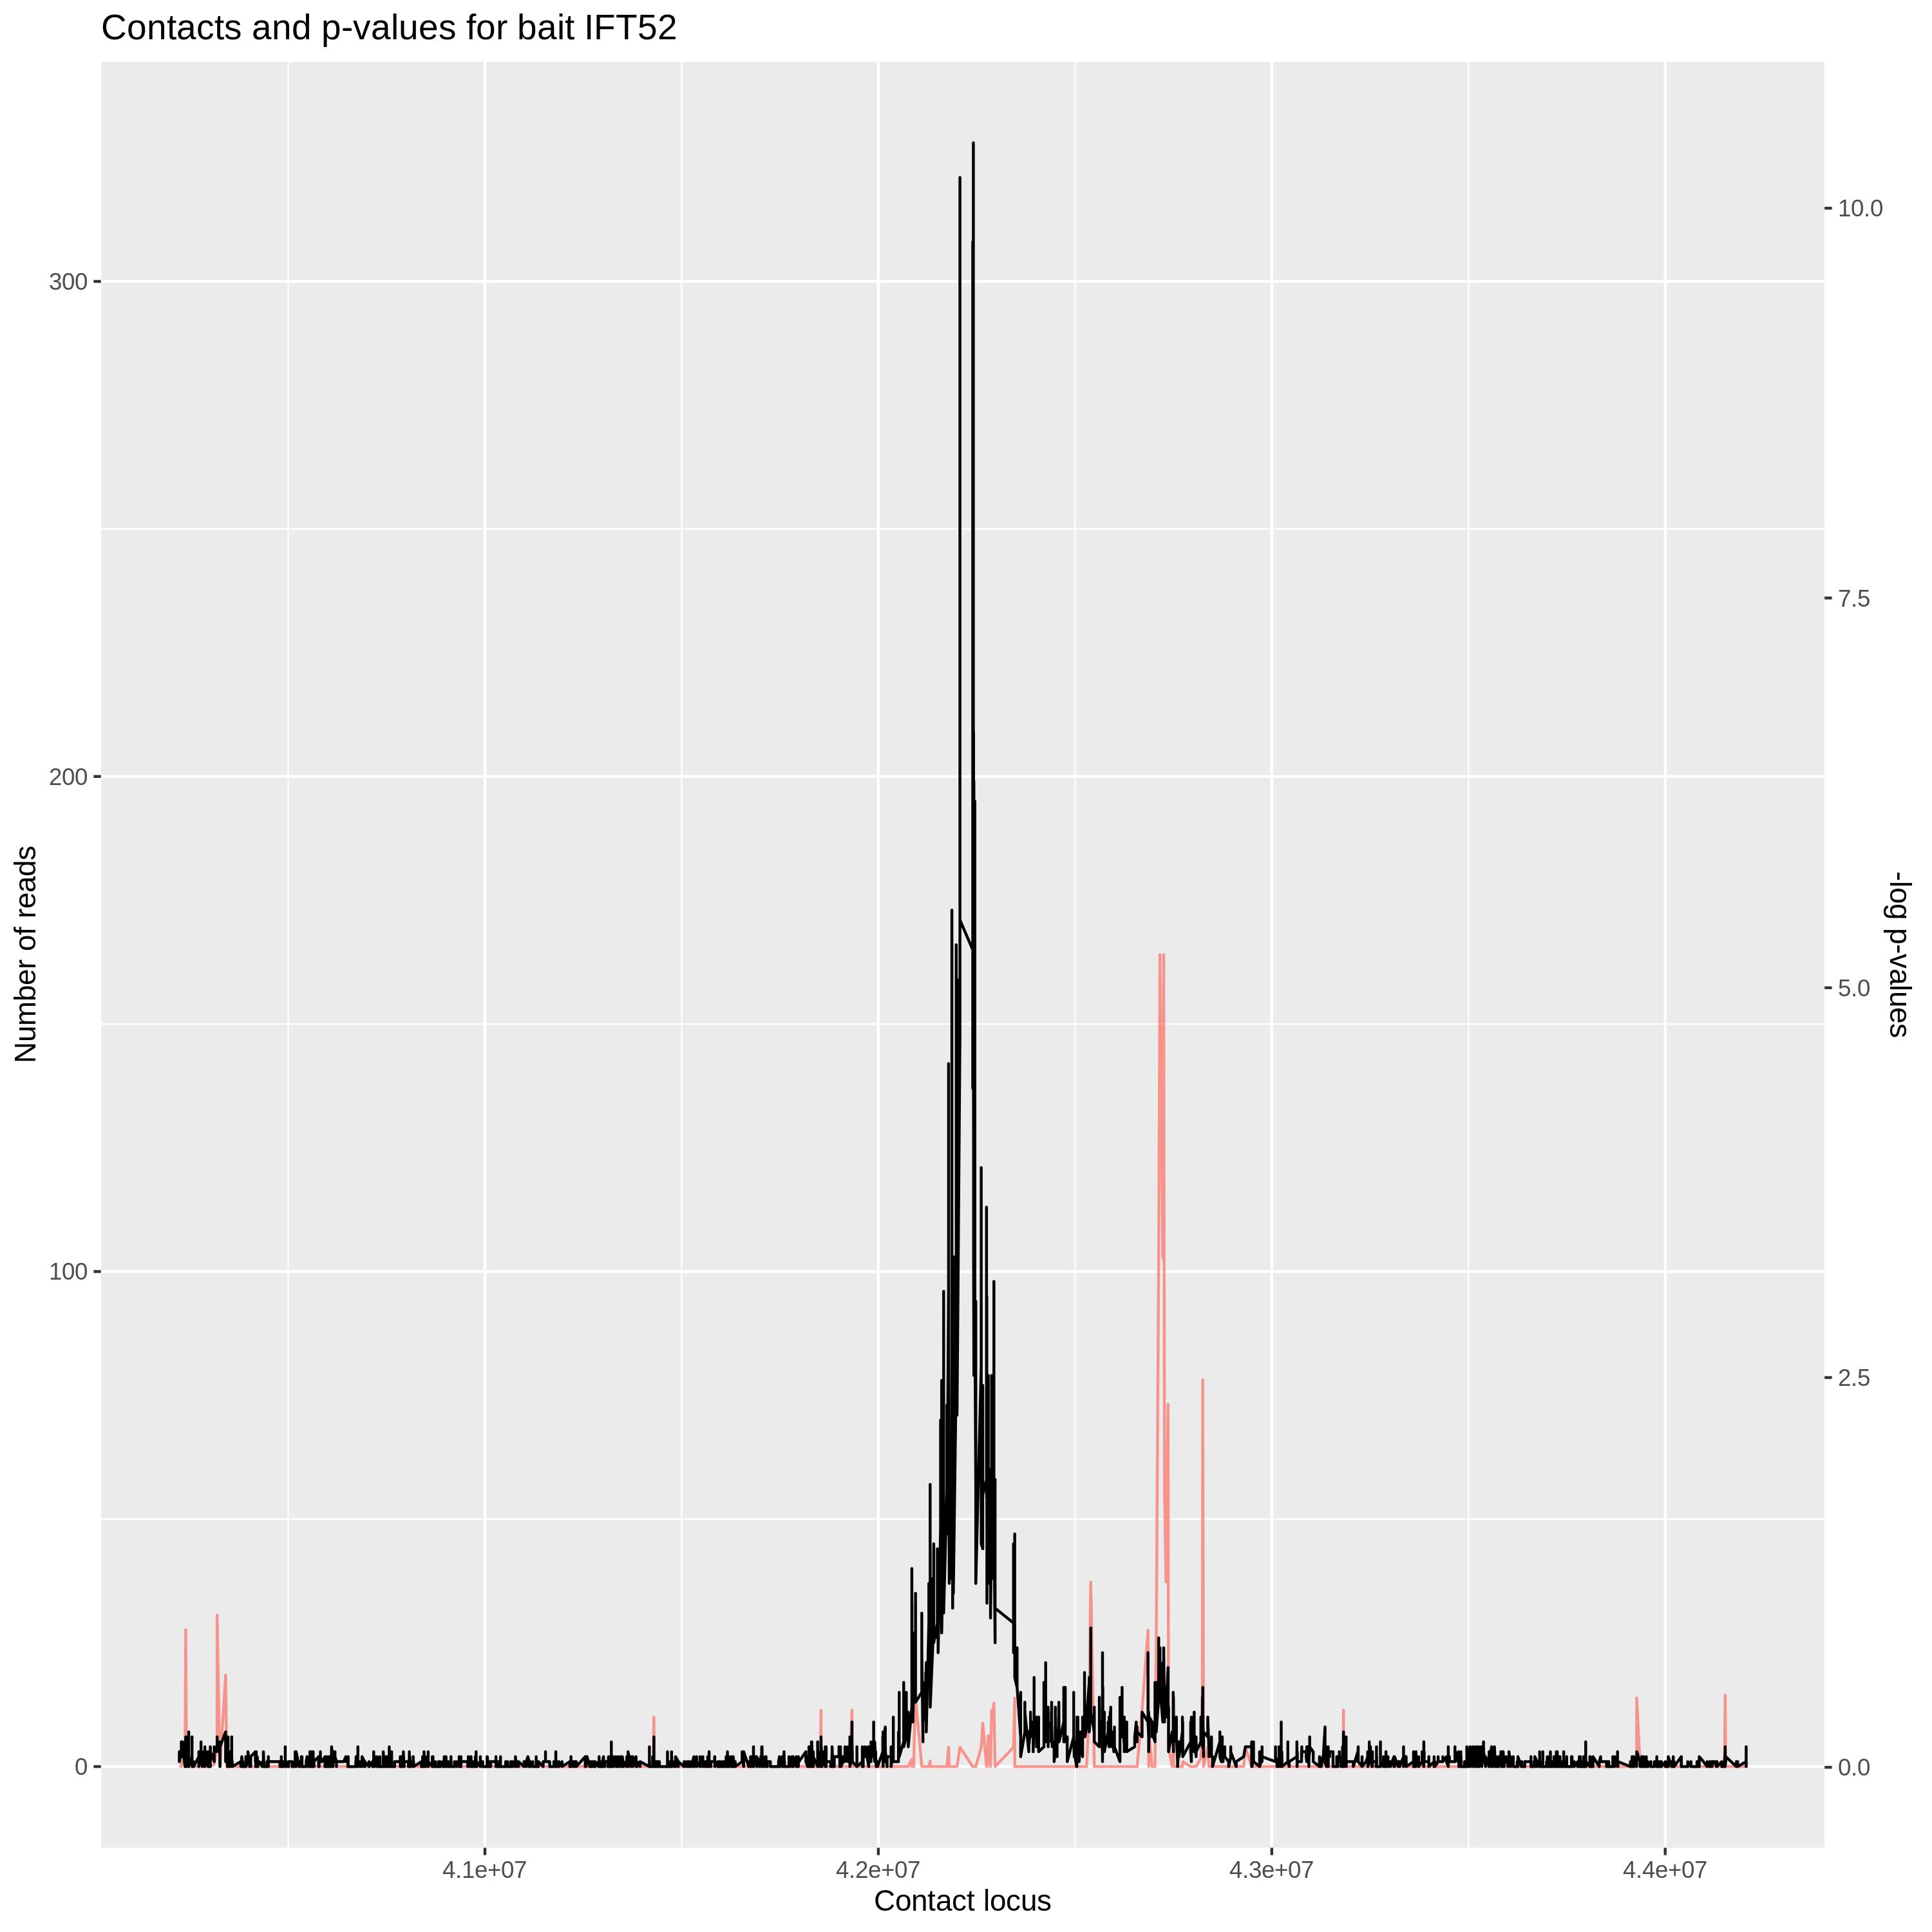 Contacts and p-values for bait IFT52
300
200
100
0
Number of reads
10.0
7.5
5.0
2.5
0.0
-log p-values
4.1e+07
4.2e+07
4.3e+07
4.4e+07
Contact locus